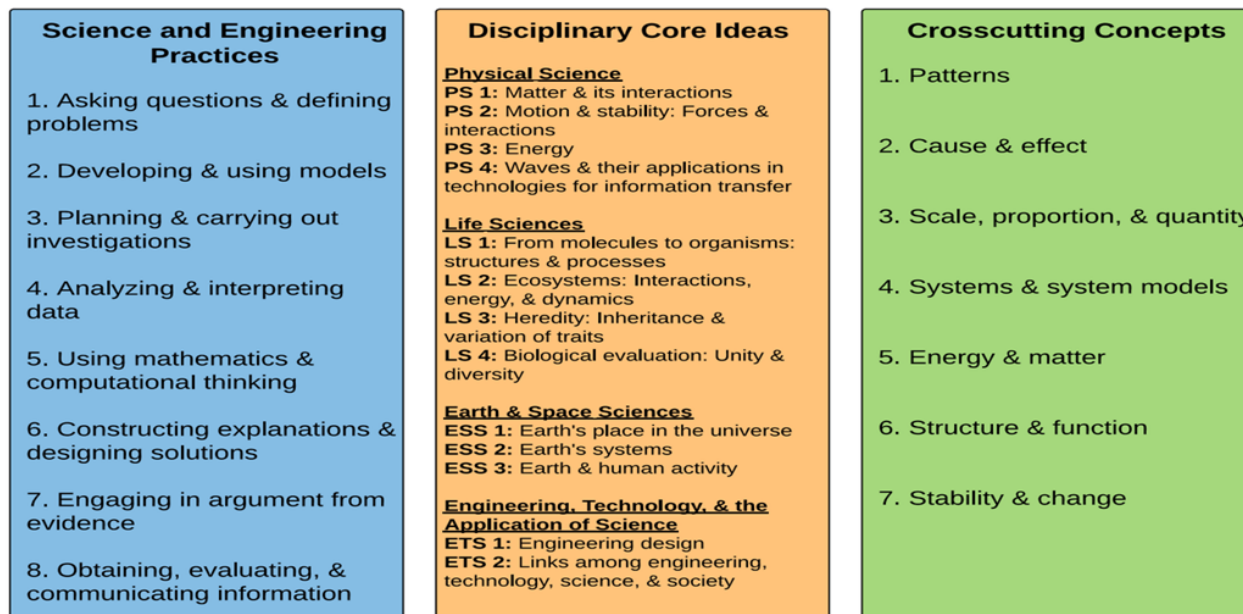 Science and Engineering
Practices
1. Asking questions & defining
problems
2. Developing & using models
3. Planning & carrying out
investigations
4. Analyzing & interpreting
data
5. Using mathematics &
computational thinking
6. Constructing explanations &
designing solutions
7. Engaging in argument from
evidence
8. Obtaining, evaluating, &
communicating information
Disciplinary Core Ideas
Physical Science
PS 1: Matter & its interactions
PS 2: Motion & stability: Forces &
interactions
PS 3: Energy
PS 4: Waves & their applications in
technologies for information transfer
Life Sciences
LS 1: From molecules to organisms:
structures & processes
LS 2: Ecosystems: Interactions,
energy, & dynamics
LS 3: Heredity: Inheritance &
variation of traits
LS 4: Biological evaluation: Unity &
diversity
Earth & Space Sciences
ESS 1: Earth's place in the universe
ESS 2: Earth's systems
ESS 3: Earth & human activity
Engineering, Technology, & the
Application of Science
ETS 1: Engineering design
ETS 2: Links among engineering,
technology, science, & society
Crosscutting Concepts
1. Patterns
2. Cause & effect
3. Scale, proportion, & quantity
4. Systems & system models
5. Energy & matter
6. Structure & function
7. Stability & change